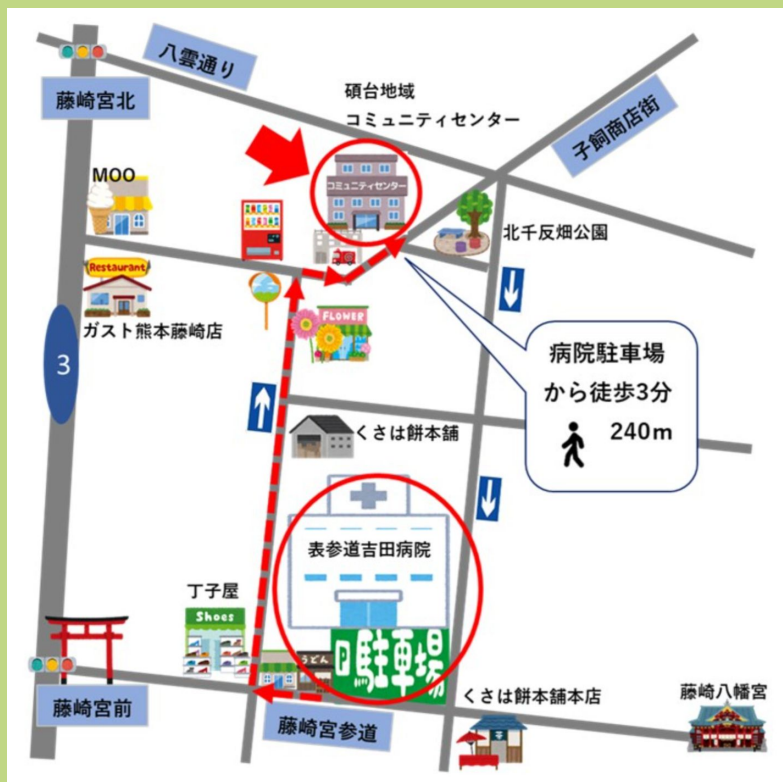 八雲通り
藤崎宮北
碩台地域
コミュニティセンター
子飼商店街
MOO
コミュニティセンター
北千反畑公園
Restaurant
ガスト熊本藤崎店
FLOWER
3
病院駐車場
から徒歩3分
240m
くさは餅本舗
表参道吉田病院
丁子屋
Shoes
うどん
P駐車場
くさは餅本舗本店
藤崎八幡宮
藤崎宮前
藤崎宮参道